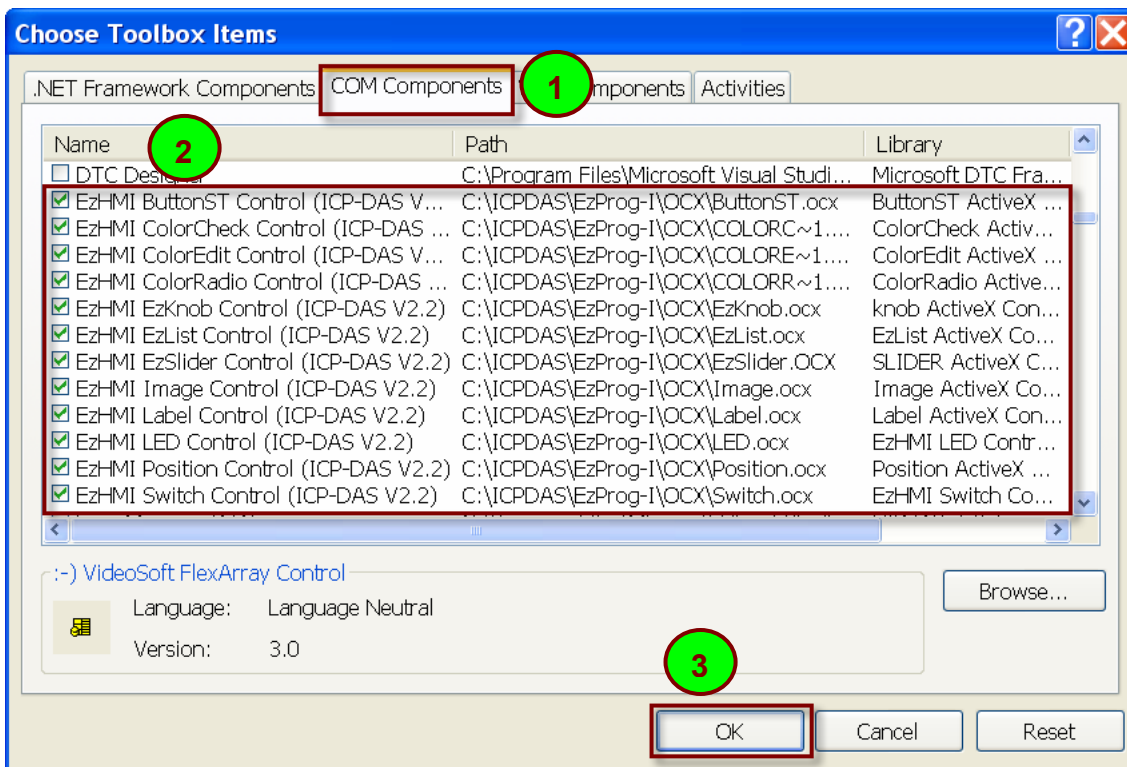 Choose Toolbox Items
.NET Framework Components COM Components 1 mponents Activities
2
Name Path Library
DTC Designer C:\Program Files\Microsoft Visual Studi... Microsoft DTC Fra...
EzHMI ButtonST Control (ICP-DAS V... C:\ICPDAS\EzProg-I\OCX\ButtonST.ocx ButtonST ActiveX ...
EzHMI ColorCheck Control (ICP-DAS ... C:\ICPDAS\EzProg-I\OCX\COLORC~1.... ColorCheck Activ...
EzHMI ColorEdit Control (ICP-DAS V... C:\ICPDAS\EzProg-I\OCX\COLORE~1.... ColorEdit ActiveX ...
EzHMI ColorRadio Control (ICP-DAS ... C:\ICPDAS\EzProg-I\OCX\COLORR~1.... ColorRadio Active...
EzHMI EzKnob Control (ICP-DAS V2.2) C:\ICPDAS\EzProg-I\OCX\EzKnob.ocx knob ActiveX Con...
EzHMI EzList Control (ICP-DAS V2.2) C:\ICPDAS\EzProg-I\OCX\EzList.ocx EzList ActiveX Co...
EzHMI EzSlider Control (ICP-DAS V2.2) C:\ICPDAS\EzProg-I\OCX\EzSlider.OCX SLIDER ActiveX C...
EzHMI Image Control (ICP-DAS V2.2) C:\ICPDAS\EzProg-I\OCX\Image.ocx Image ActiveX Co...
EzHMI Label Control (ICP-DAS V2.2) C:\ICPDAS\EzProg-I\OCX\Label.ocx Label ActiveX Con...
EzHMI LED Control (ICP-DAS V2.2) C:\ICPDAS\EzProg-I\OCX\LED.ocx EzHMI LED Contr...
EzHMI Position Control (ICP-DAS V2.2) C:\ICPDAS\EzProg-I\OCX\Position.ocx Position ActiveX ...
EzHMI Switch Control (ICP-DAS V2.2) C:\ICPDAS\EzProg-I\OCX\Switch.ocx EzHMI Switch Co...
:-) VideoSoft FlexArray Control
Browse...
Language: Language Neutral
Version: 3.0
3
OK Cancel Reset